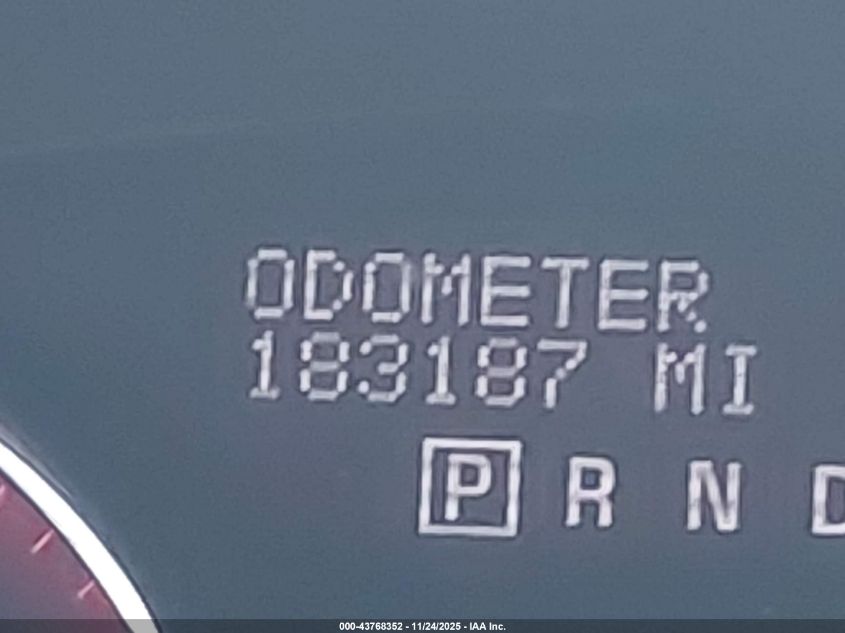 ODOMETER
183187 MI
P R N D
000-43768352 - 11/24/2025 - IAA Inc.